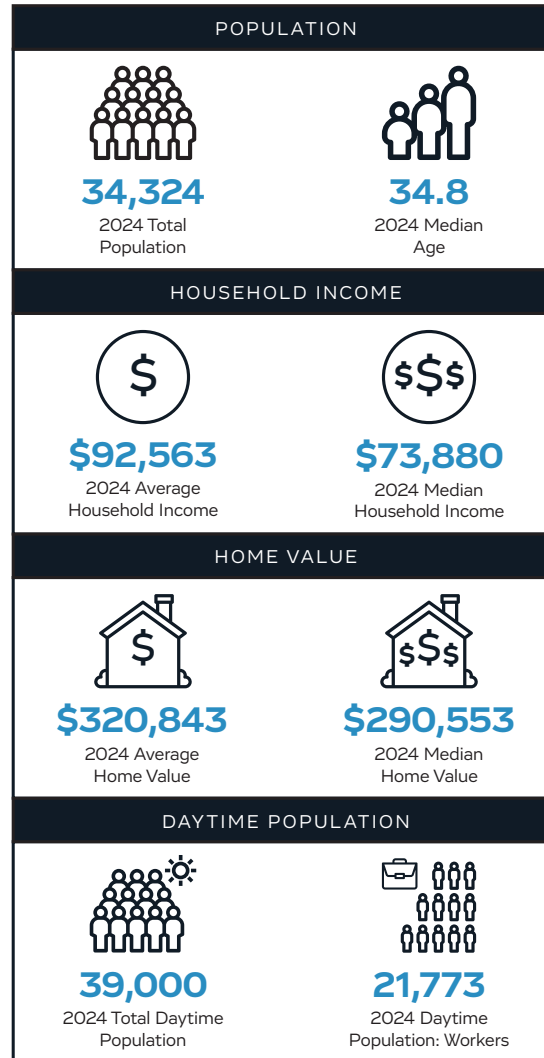 POPULATION
34,324
2024 Total
Population
34.8
2024 Median
Age
HOUSEHOLD INCOME
$
$92,563
2024 Average
Household Income
$$$
$73,880
2024 Median
Household Income
HOME VALUE
$
$320,843
2024 Average
Home Value
$$$
$290,553
2024 Median
Home Value
DAYTIME POPULATION
39,000
2024 Total Daytime
Population
21,773
2024 Daytime
Population: Workers